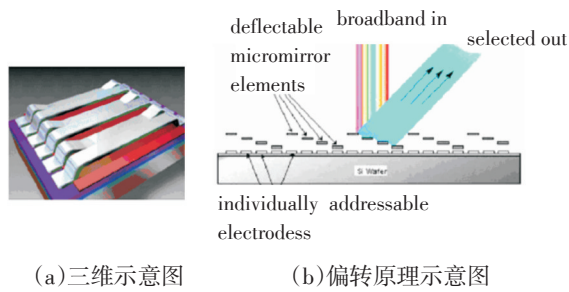 deflectable
micromirror
elements
broadband in
selected out
Si Wafer
individually addressable
electrodess
(a)三维示意图
(b)偏转原理示意图